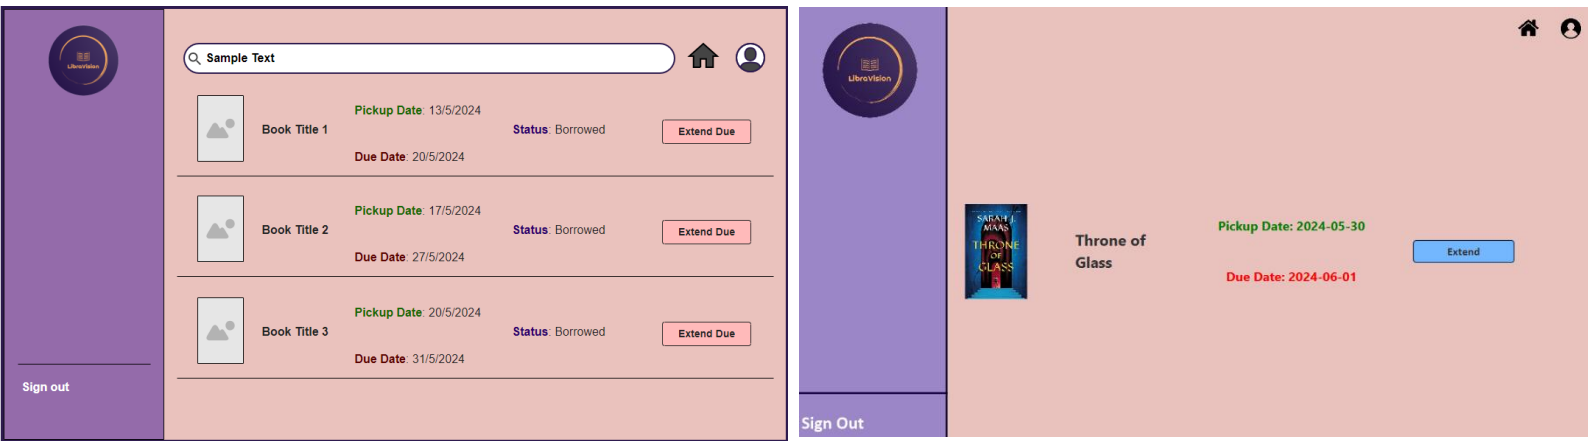 LibroVision
Sample Text
Book Title 1
Pickup Date: 13/5/2024
Due Date: 20/5/2024
Status: Borrowed
Extend Due
Book Title 2
Pickup Date: 17/5/2024
Due Date: 27/5/2024
Status: Borrowed
Extend Due
Book Title 3
Pickup Date: 20/5/2024
Due Date: 31/5/2024
Status: Borrowed
Extend Due
Sign out
LibroVision
SARAH J.
MAAS
THRONE
OF
GLASS
Throne of
Glass
Pickup Date: 2024-05-30
Due Date: 2024-06-01
Extend
Sign Out